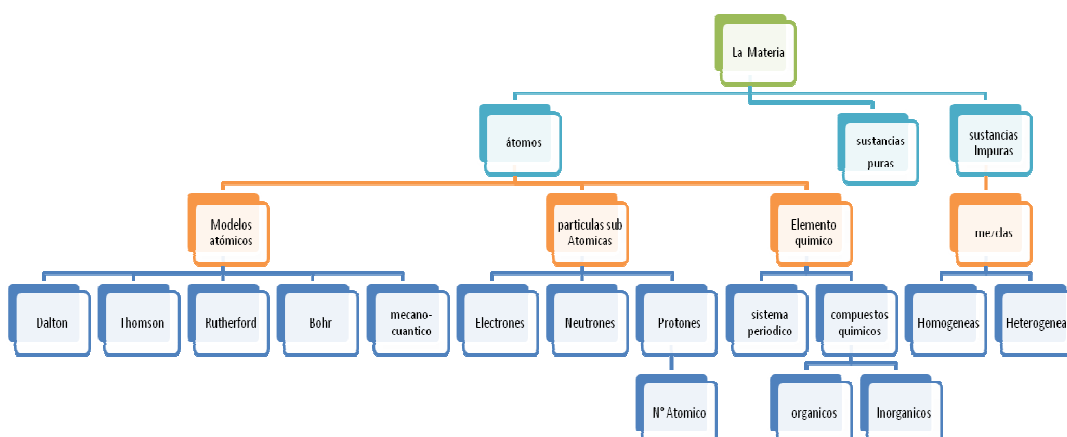 La Materia
átomos
sustancias
puras
sustancias
Impuras
Modelos
atómicos
particulas sub
Atomicas
Elemento
quimico
mezclas
Dalton
Thomson
Rutherford
Bohr
mecano-
cuantico
Electrones
Neutrones
Protones
sistema
periodico
compuestos
quimicos
Homogeneas
Heterogenea
N° Atomico
organicos
Inorganicos